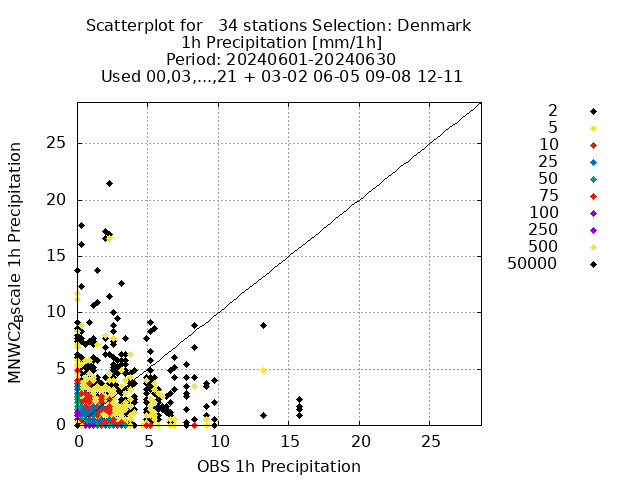 Scatterplot for   34 stations Selection: Denmark
1h Precipitation [mm/1h]
Period: 20240601-20240630
Used 00,03,...,21 + 03-02 06-05 09-08 12-11
MNWC2Bscale 1h Precipitation
25
20
15
10
5
0
0 5 10 15 20 25
OBS 1h Precipitation
2
5
10
25
50
75
100
250
500
50000